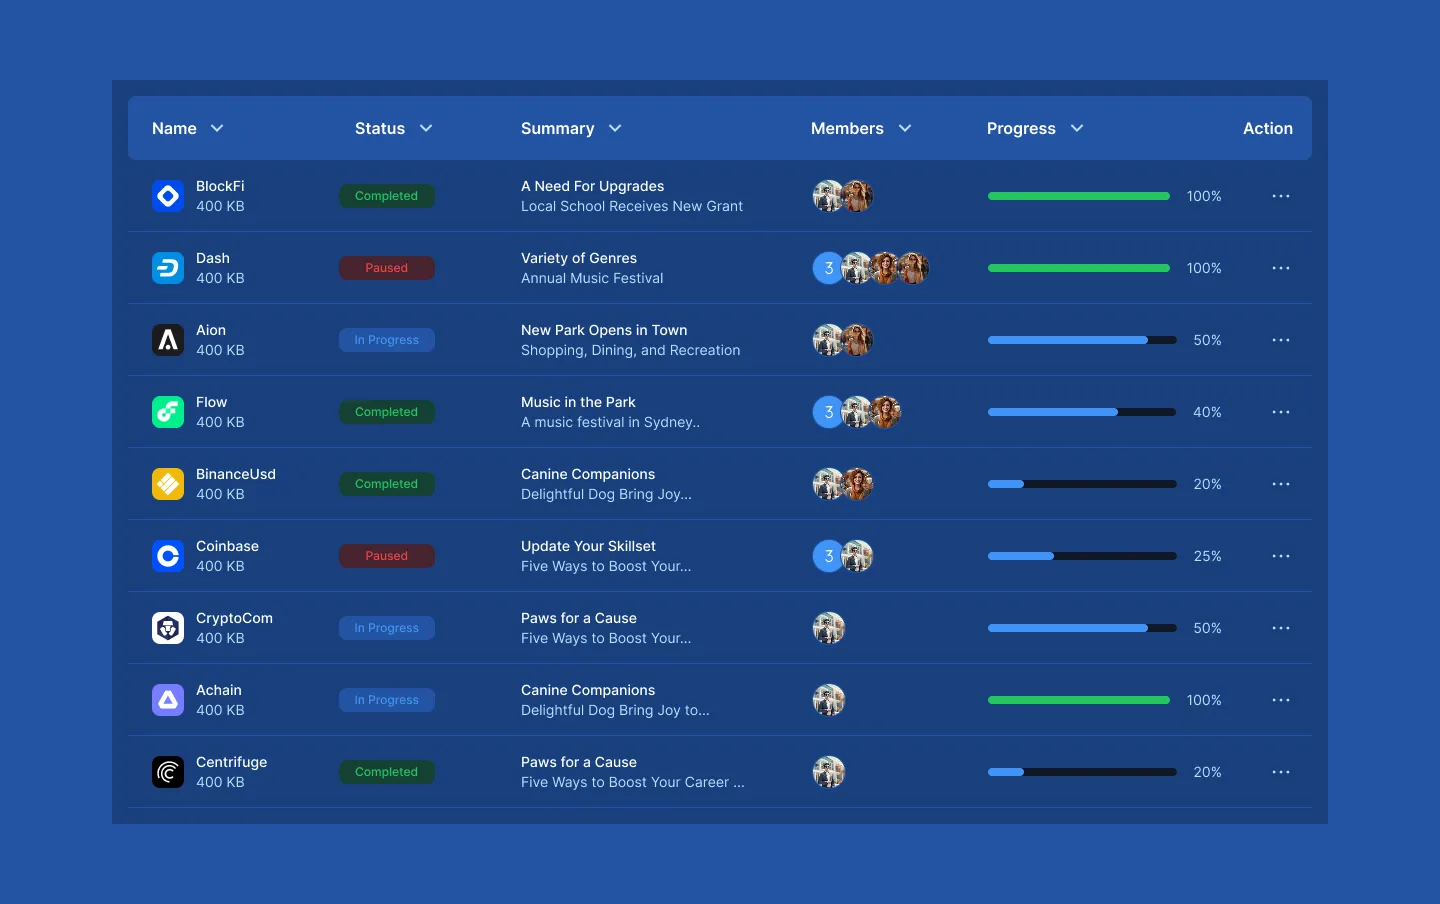 Name Status Summary Members Progress Action
BlockFi
400 KB
Completed
A Need For Upgrades
Local School Receives New Grant
100%
Dash
400 KB
Paused
Variety of Genres
Annual Music Festival
3
100%
Aion
400 KB
In Progress
New Park Opens in Town
Shopping, Dining, and Recreation
50%
Flow
400 KB
Completed
Music in the Park
A music festival in Sydney..
3
40%
BinanceUsd
400 KB
Completed
Canine Companions
Delightful Dog Bring Joy...
20%
Coinbase
400 KB
Paused
Update Your Skillset
Five Ways to Boost Your...
3
25%
CryptoCom
400 KB
In Progress
Paws for a Cause
Five Ways to Boost Your...
50%
Achain
400 KB
In Progress
Canine Companions
Delightful Dog Bring Joy to...
100%
Centrifuge
400 KB
Completed
Paws for a Cause
Five Ways to Boost Your Career ...
20%